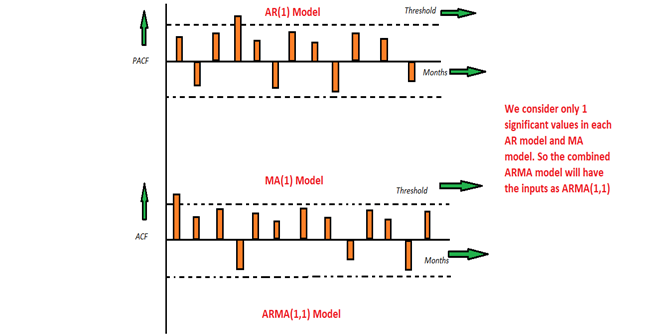 AR(1) Model
Threshold
PACF
Months
We consider only 1
significant values in each
AR model and MA
model. So the combined
ARMA model will have
the inputs as ARMA(1,1)
MA(1) Model
Threshold
ACF
Months
ARMA(1,1) Model